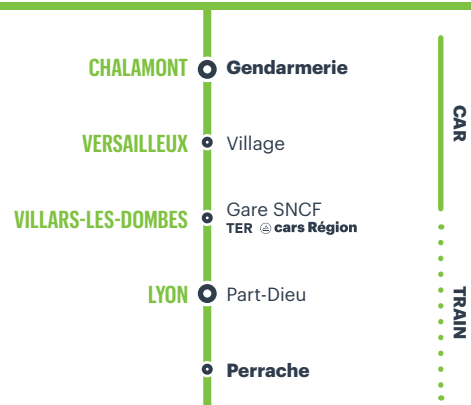 CHALAMONT Gendarmerie
CAR
VERSAILLEUX Village
VILLARS-LES-DOMBES Gare SNCF
TER cars Région
LYON Part-Dieu
TRAIN
Perrache